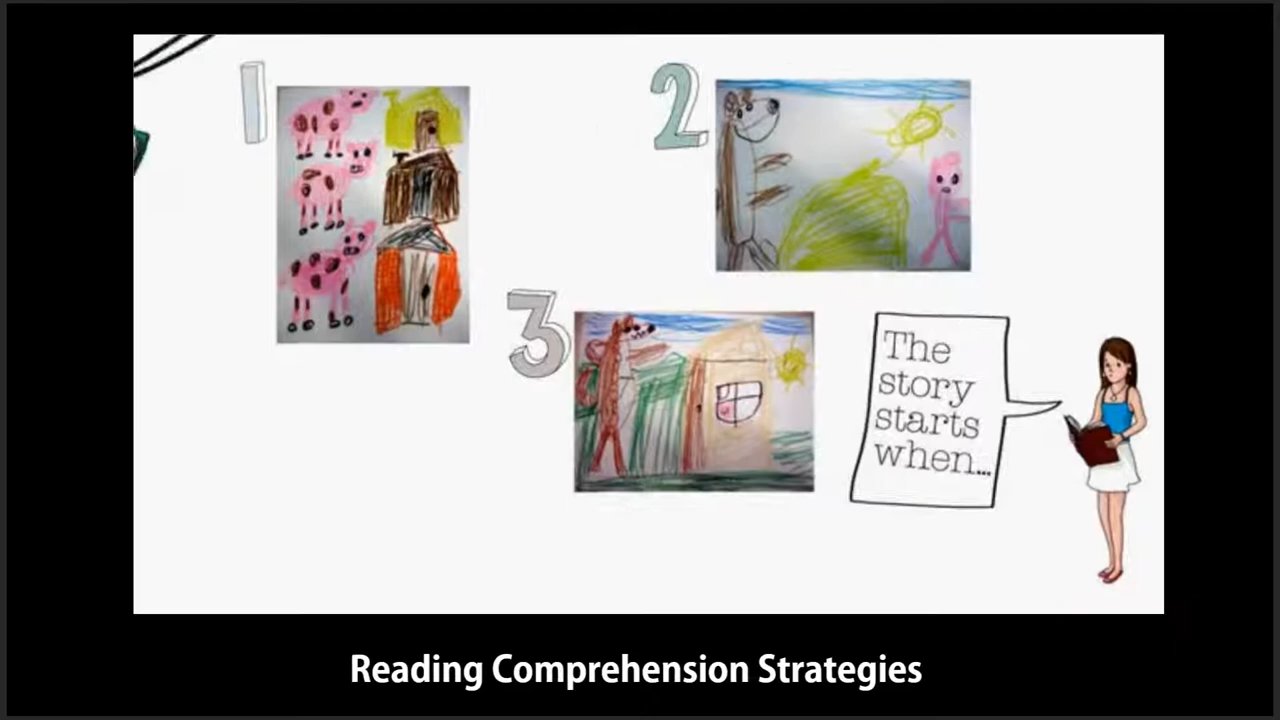 1
2
3
The
story
starts
when...
Reading Comprehension Strategies